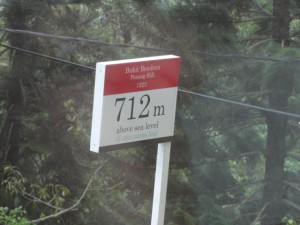 Bukit Bendera
Penang Hill
712 m
above sea level